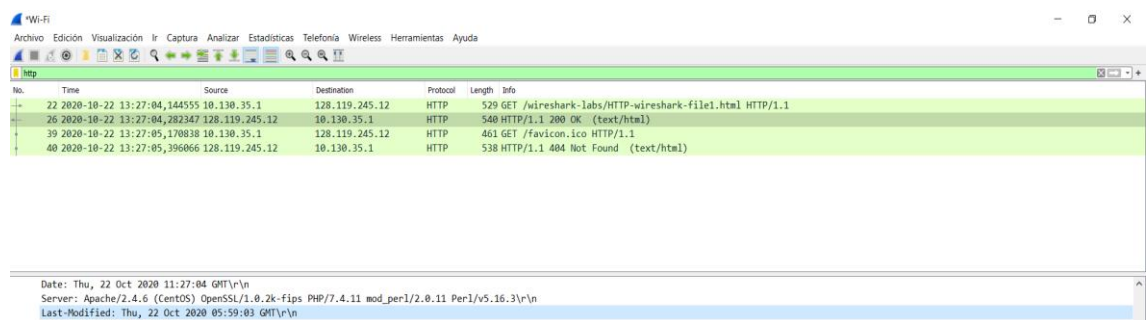 *Wi-Fi
Archivo Edición Visualización Ir Captura Analizar Estadísticas Telefonía Wireless Herramientas Ayuda
http
No. Time Source Destination Protocol Length Info
22 2020-10-22 13:27:04,144555 10.130.35.1 128.119.245.12 HTTP 529 GET /wireshark-labs/HTTP-wireshark-file1.html HTTP/1.1
26 2020-10-22 13:27:04,282347 128.119.245.12 10.130.35.1 HTTP 540 HTTP/1.1 200 OK (text/html)
39 2020-10-22 13:27:05,170838 10.130.35.1 128.119.245.12 HTTP 461 GET /favicon.ico HTTP/1.1
40 2020-10-22 13:27:05,396066 128.119.245.12 10.130.35.1 HTTP 538 HTTP/1.1 404 Not Found (text/html)
Date: Thu, 22 Oct 2020 11:27:04 GMT\r\n
Server: Apache/2.4.6 (CentOS) OpenSSL/1.0.2k-fips PHP/7.4.11 mod_perl/2.0.11 Perl/v5.16.3\r\n
Last-Modified: Thu, 22 Oct 2020 05:59:03 GMT\r\n